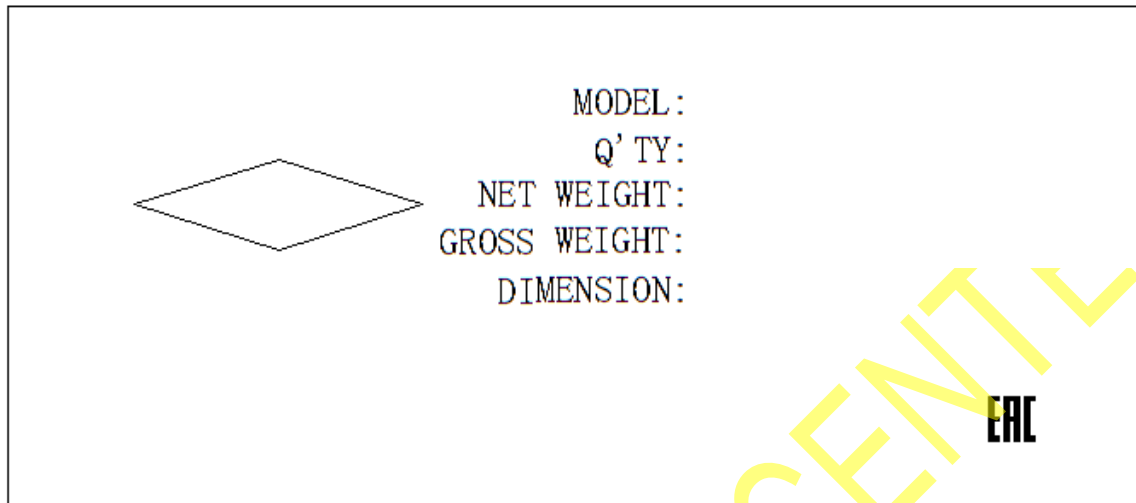 MODEL:
Q'TY:
NET WEIGHT:
GROSS WEIGHT:
DIMENSION:
EAC
CENTE